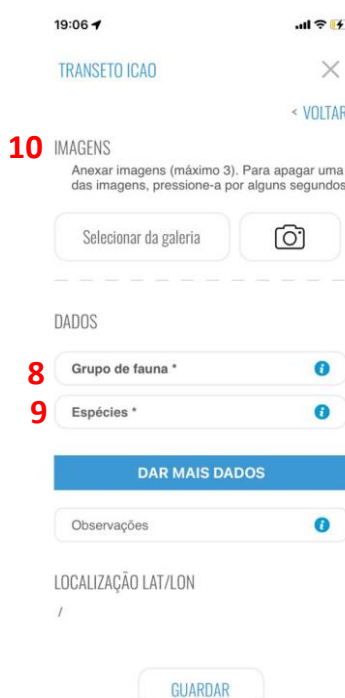 19:06
TRANSETO ICAO
< VOLTAR
10 IMAGENS
Anexar imagens (máximo 3). Para apagar uma
das imagens, pressione-a por alguns segundos
Selecionar da galeria
DADOS
8 Grupo de fauna *
9 Espécies *
DAR MAIS DADOS
Observações
LOCALIZAÇÃO LAT/LON
/
GUARDAR